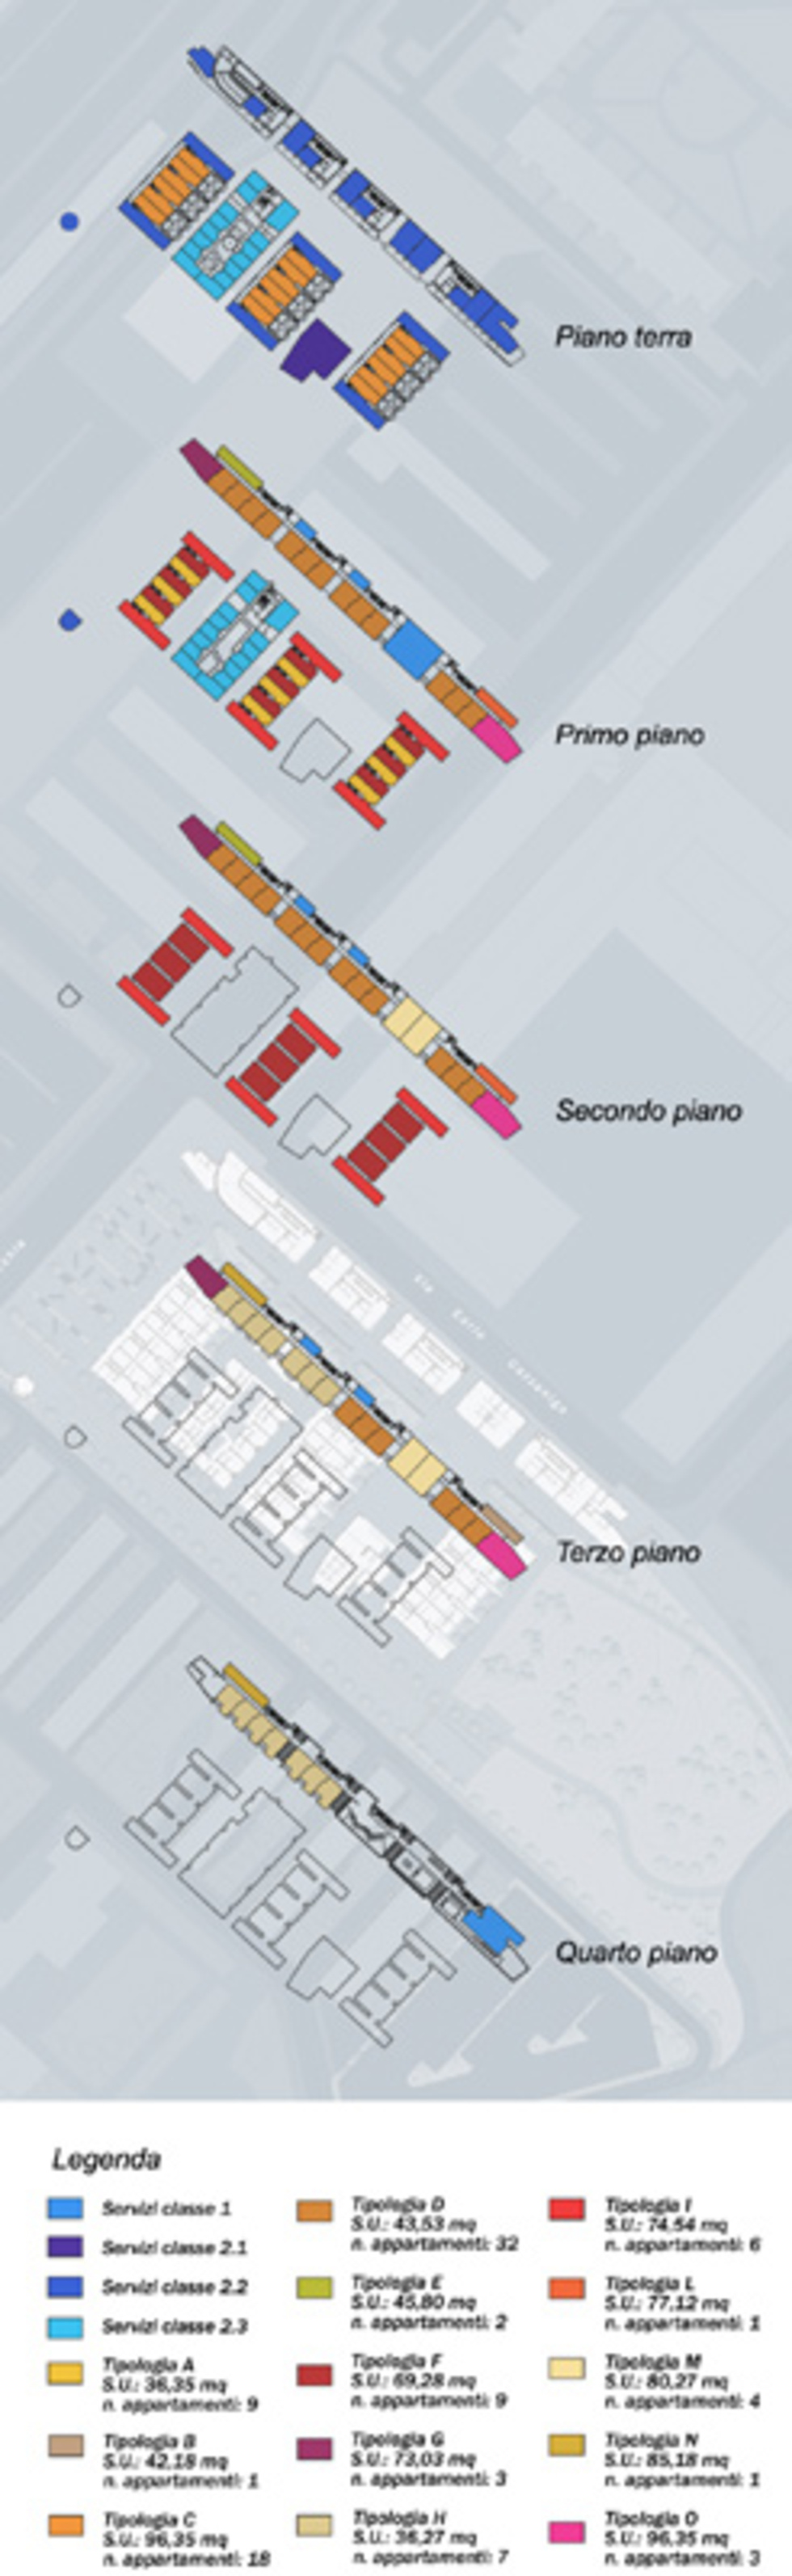 Piano terra
Primo piano
Secondo piano
Via Carlo
Terzo piano
Quarto piano
Legenda
Servizi classe 1
Servizi classe 2.1
Servizi classe 2.2
Servizi classe 2.3
Tipologia A
S.U.: 36,35 mq
n. appartamenti: 9
Tipologia B
S.U.: 42,18 mq
n. appartamenti: 1
Tipologia C
S.U.: 96,35 mq
n. appartamenti: 18
Tipologia D
S.U.: 43,53 mq
n. appartamenti: 32
Tipologia E
S.U.: 45,80 mq
n. appartamenti: 2
Tipologia F
S.U.: 69,28 mq
n. appartamenti: 9
Tipologia G
S.U.: 73,03 mq
n. appartamenti: 3
Tipologia H
S.U.: 36,27 mq
n. appartamenti: 7
Tipologia I
S.U.: 74,54 mq
n. appartamenti: 6
Tipologia L
S.U.: 77,12 mq
n. appartamenti: 1
Tipologia M
S.U.: 80,27 mq
n. appartamenti: 4
Tipologia N
S.U.: 85,18 mq
n. appartamenti: 1
Tipologia O
S.U.: 96,35 mq
n. appartamenti: 3